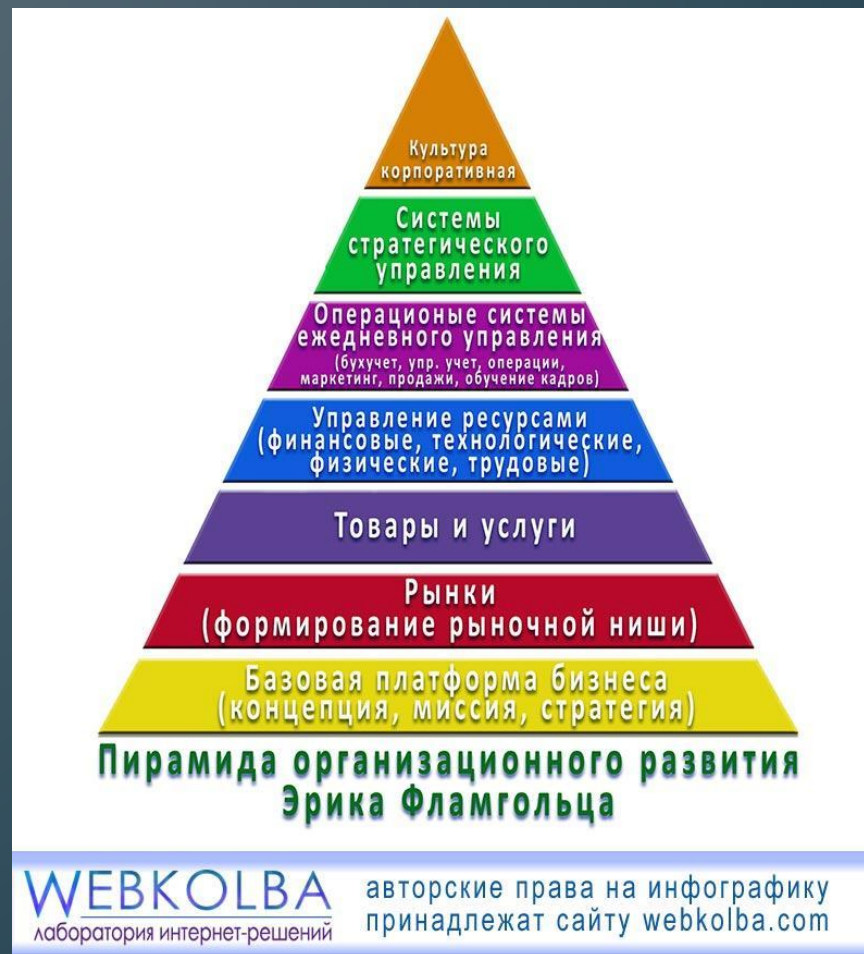 Культура
корпоративная
Системы
стратегического
управления
Операционые системы
ежедневного управления
(бухучет, упр. учет, операции,
маркетинг, продажи, обучение кадров)
Управление ресурсами
(финансовые, технологические,
физические, трудовые)
Товары и услуги
Рынки
(формирование рыночной ниши)
Базовая платформа бизнеса
(концепция, миссия, стратегия)
Пирамида организационного развития
Эрика Фламгольца
WEBKOLBA
лаборатория интернет-решений
авторские права на инфографику
принадлежат сайту webkolba.com